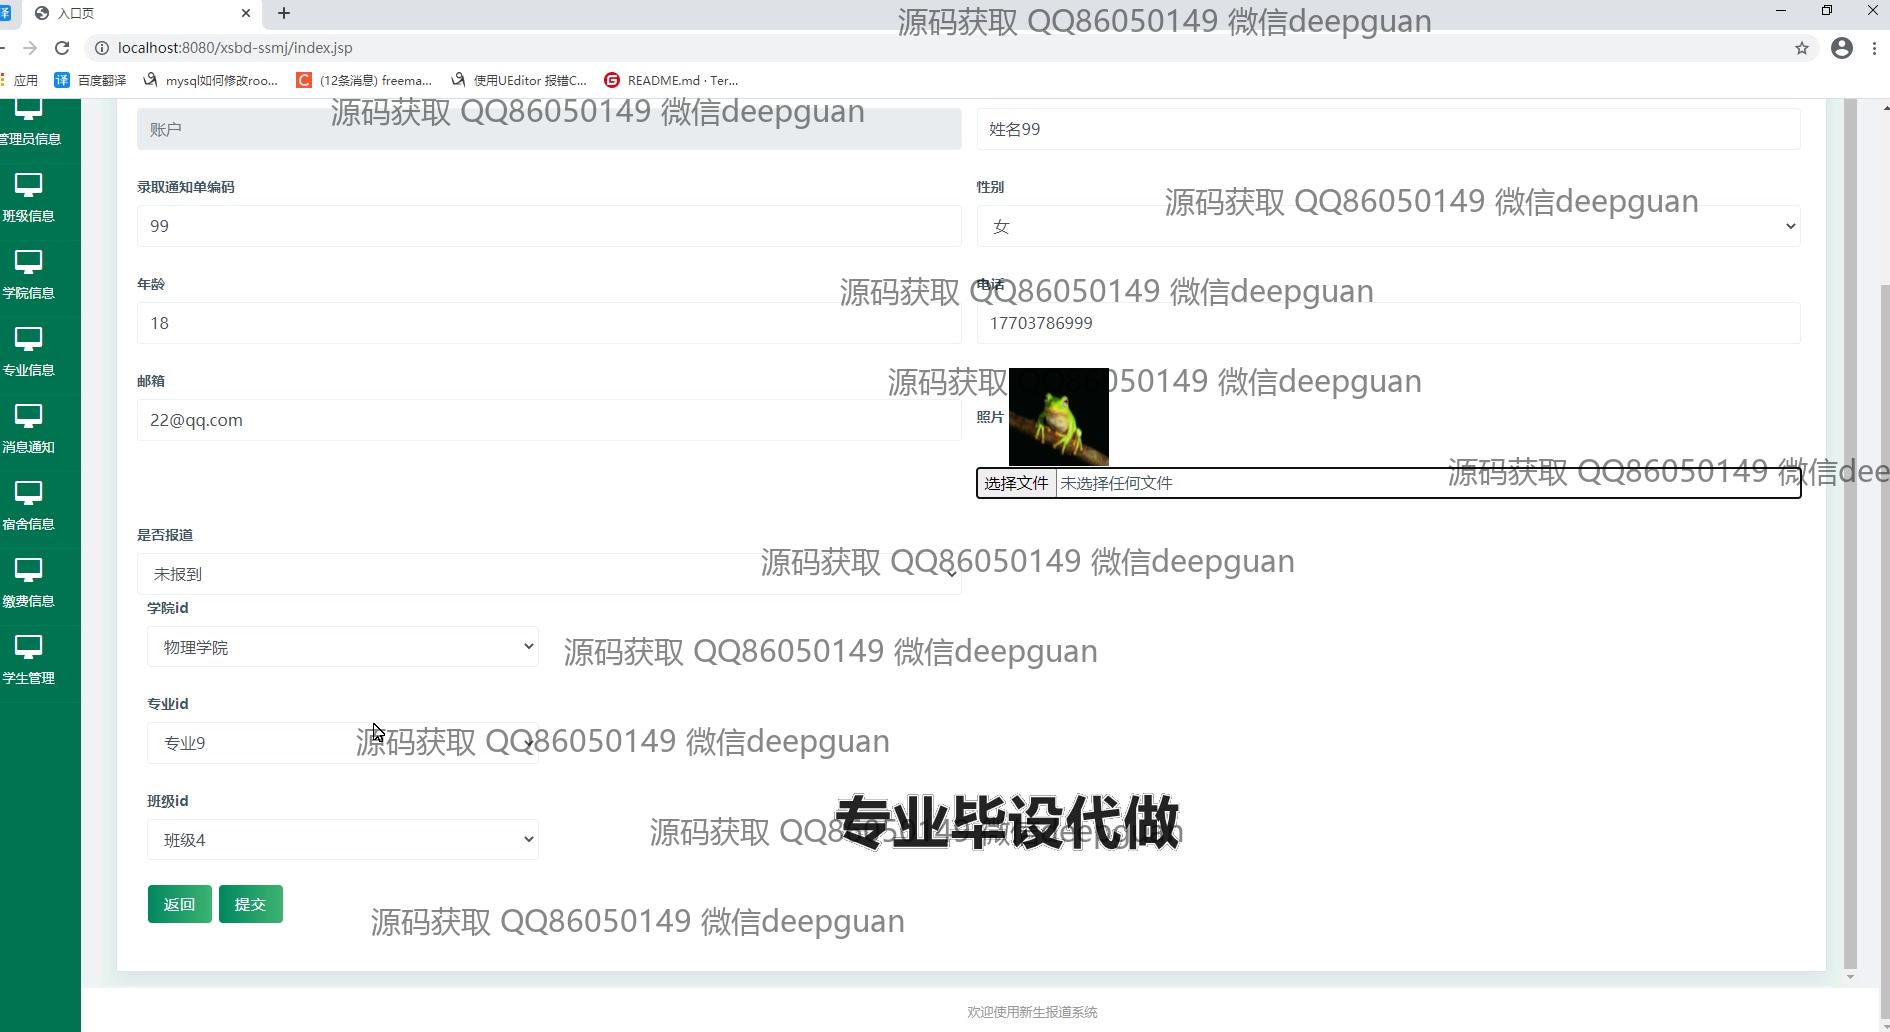 译
入口页
源码获取 QQ86050149 微信deepguan
localhost:8080/xsbd-ssmj/index.jsp
应用
译 百度翻译
mysql如何修改roo...
C (12条消息) freema...
使用UEditor 报错C...
G README.md · Ter...
源码获取 QQ86050149 微信deepguan
管理员信息
班级信息
学院信息
专业信息
消息通知
宿舍信息
缴费信息
学生管理
账户
姓名99
录取通知单编码
性别
源码获取 QQ86050149 微信deepguan
99
女
年龄
电话
源码获取 QQ86050149 微信deepguan
18
17703786999
邮箱
源码获取 QQ86050149 微信deepguan
22@qq.com
照片
源码获取 QQ86050149 微信dee
选择文件 未选择任何文件
是否报道
源码获取 QQ86050149 微信deepguan
未报到
学院id
物理学院
源码获取 QQ86050149 微信deepguan
专业id
专业9
源码获取 QQ86050149 微信deepguan
班级id
专业毕设代做
班级4
源码获取 QQ86050149 微信deepguan
返回
提交
源码获取 QQ86050149 微信deepguan
欢迎使用新生报道系统